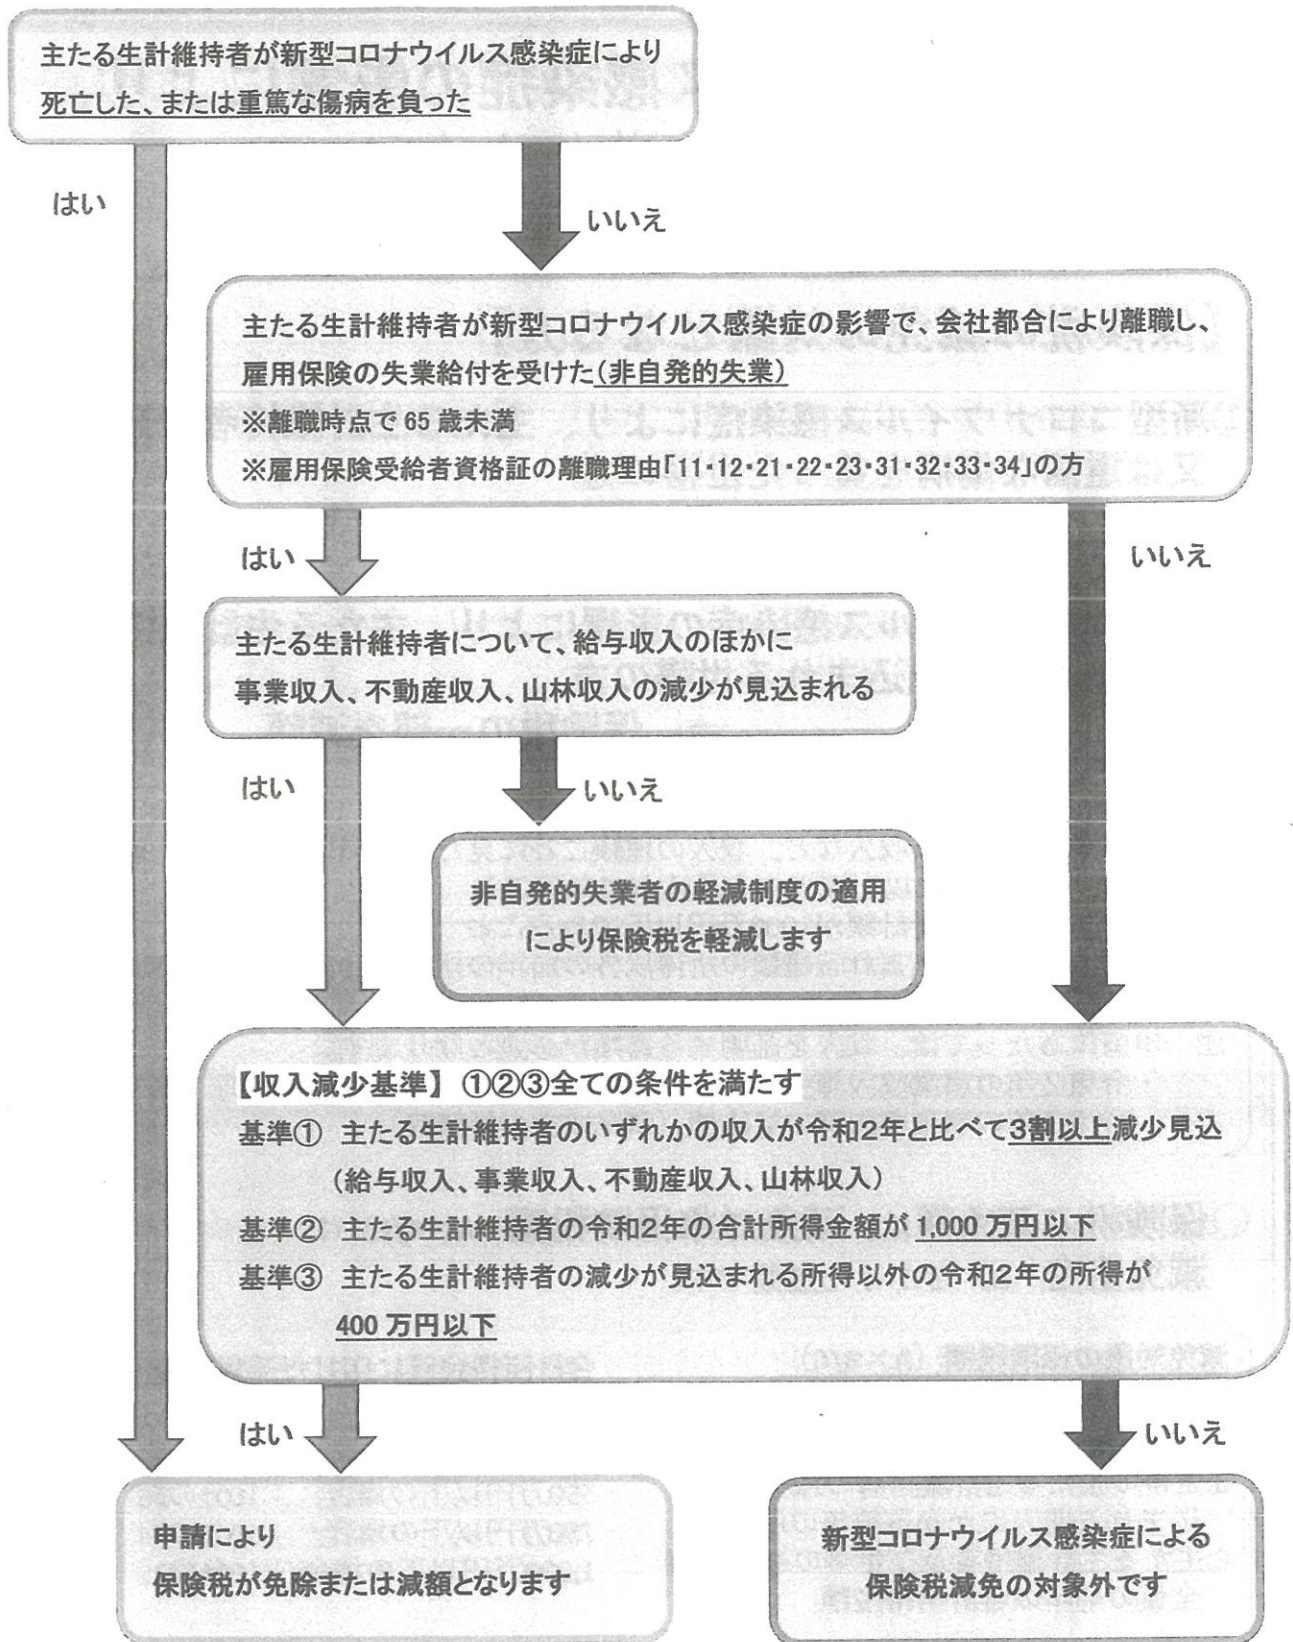 主たる生計維持者が新型コロナウイルス感染症により
死亡した、または重篤な傷病を負った
はい
いいえ
主たる生計維持者が新型コロナウイルス感染症の影響で、会社都合により離職し、
雇用保険の失業給付を受けた(非自発的失業)
※離職時点で 65 歳未満
※雇用保険受給者資格証の離職理由「11・12・21・22・23・31・32・33・34」の方
はい
いいえ
主たる生計維持者について、給与収入のほかに
事業収入、不動産収入、山林収入の減少が見込まれる
はい
いいえ
非自発的失業者の軽減制度の適用
により保険税を軽減します
【収入減少基準】 ①②③全ての条件を満たす
基準① 主たる生計維持者のいずれかの収入が令和2年と比べて3割以上減少見込
(給与収入、事業収入、不動産収入、山林収入)
基準② 主たる生計維持者の令和2年の合計所得金額が 1,000 万円以下
基準③ 主たる生計維持者の減少が見込まれる所得以外の令和2年の所得が
400 万円以下
はい
いいえ
申請により
保険税が免除または減額となります
新型コロナウイルス感染症による
保険税減免の対象外です